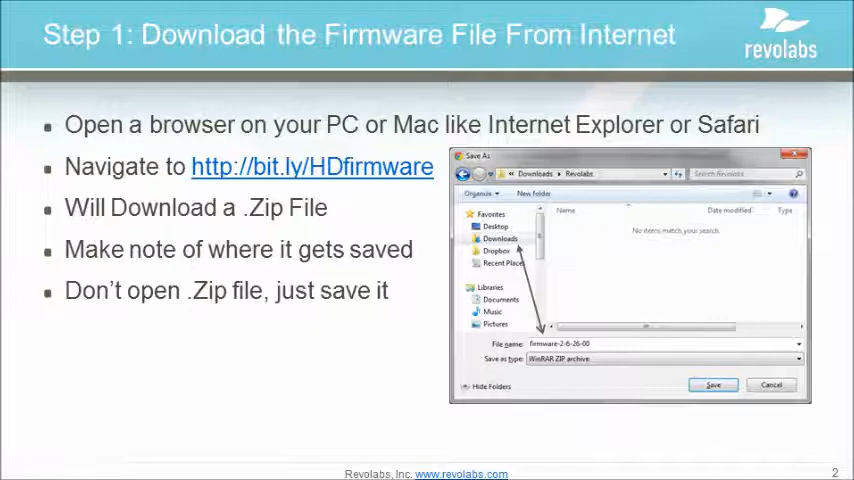 Step 1: Download the Firmware File From Internet
revolabs
Open a browser on your PC or Mac like Internet Explorer or Safari
Navigate to http://bit.ly/HDfirmware
Will Download a .Zip File
Make note of where it gets saved
Don't open .Zip file, just save it
Save As
« Downloads › Revolabs
Search Revolabs
Organize
New Folder
Name
Date modified
Type
No items match your search.
Favorites
Desktop
Downloads
Dropbox
Recent Places
Libraries
Documents
Music
Pictures
File name: firmware-2-6-26-00
Save as type: WinRAR ZIP archive
Hide Folders
Save
Cancel
Revolabs, Inc. www.revolabs.com
2